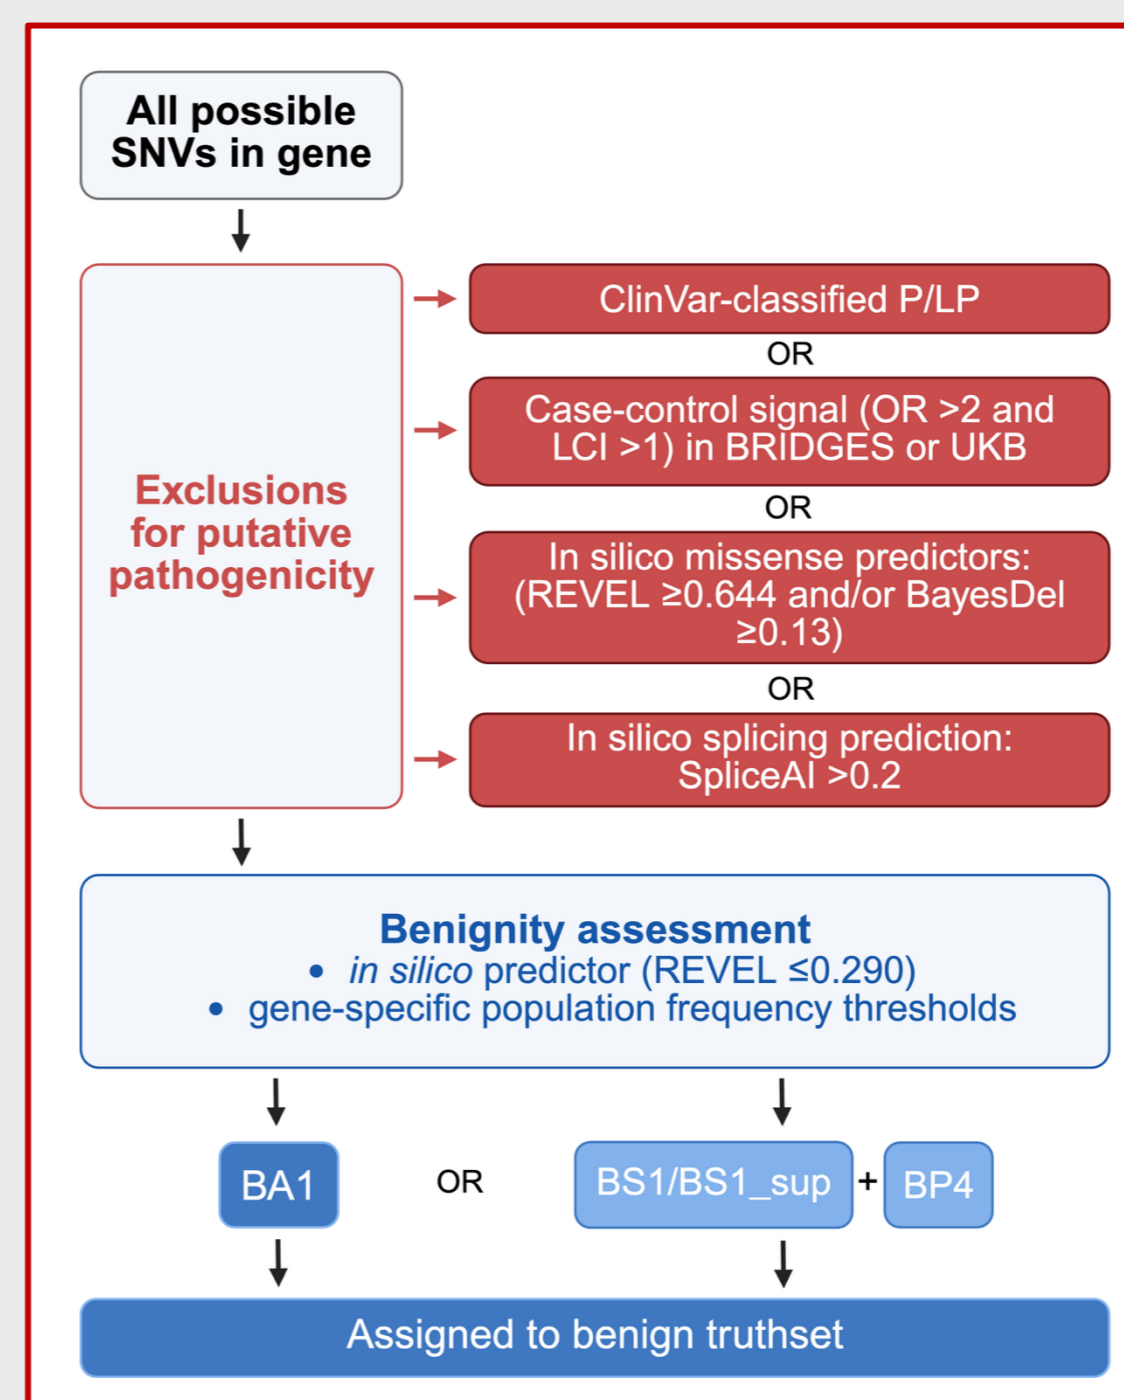 All possible
SNVs in gene
Exclusions
for putative
pathogenicity
ClinVar-classified P/LP
OR
Case-control signal (OR >2 and
LCI >1) in BRIDGES or UKB
OR
In silico missense predictors:
(REVEL ≥0.644 and/or BayesDel
≥0.13)
OR
In silico splicing prediction:
SpliceAI >0.2
Benignity assessment
• in silico predictor (REVEL ≤0.290)
• gene-specific population frequency thresholds
BA1
OR
BS1/BS1_sup
+
BP4
Assigned to benign truthset